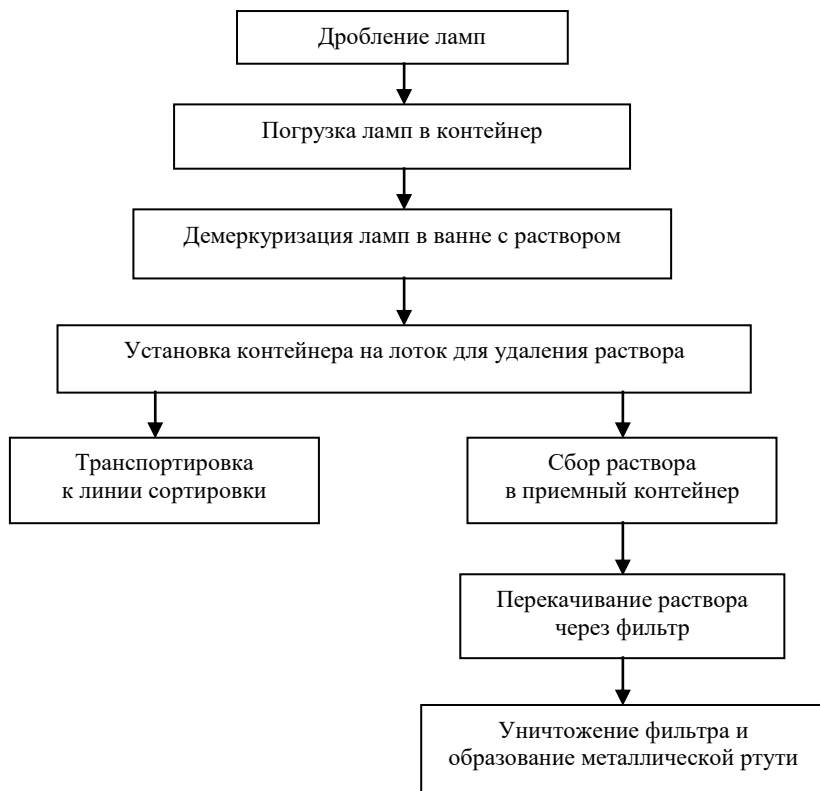 Дробление ламп
Погрузка ламп в контейнер
Демеркуризация ламп в ванне с раствором
Установка контейнера на лоток для удаления раствора
Транспортировка
к линии сортировки
Сбор раствора
в приемный контейнер
Перекачивание раствора
через фильтр
Уничтожение фильтра и
образование металлической ртути